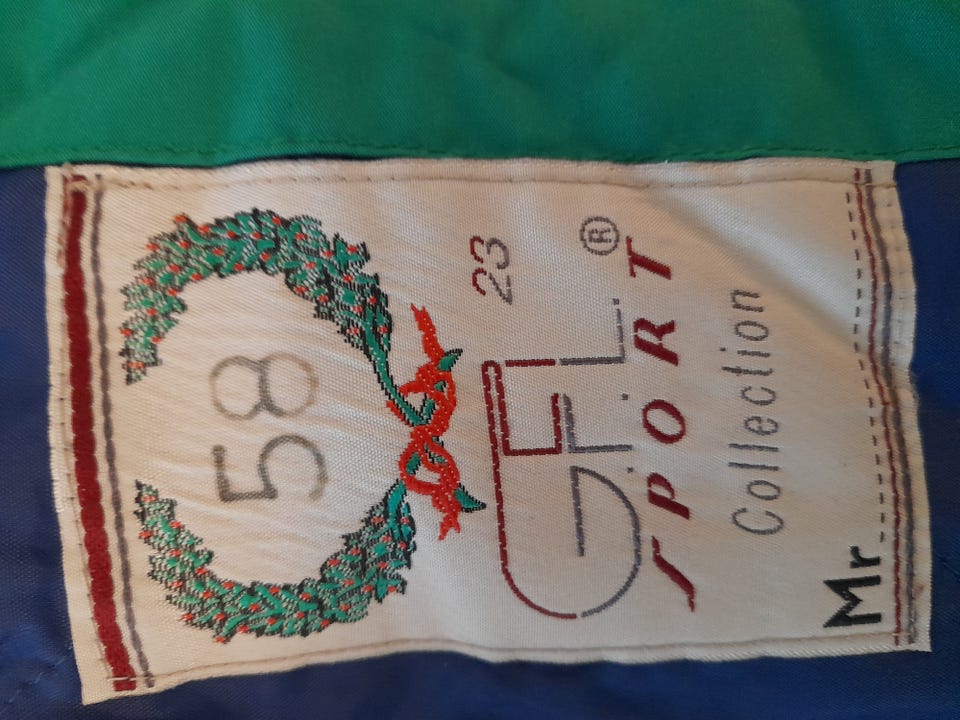 58
23
GFL ®
SPORT
Collection
Mr